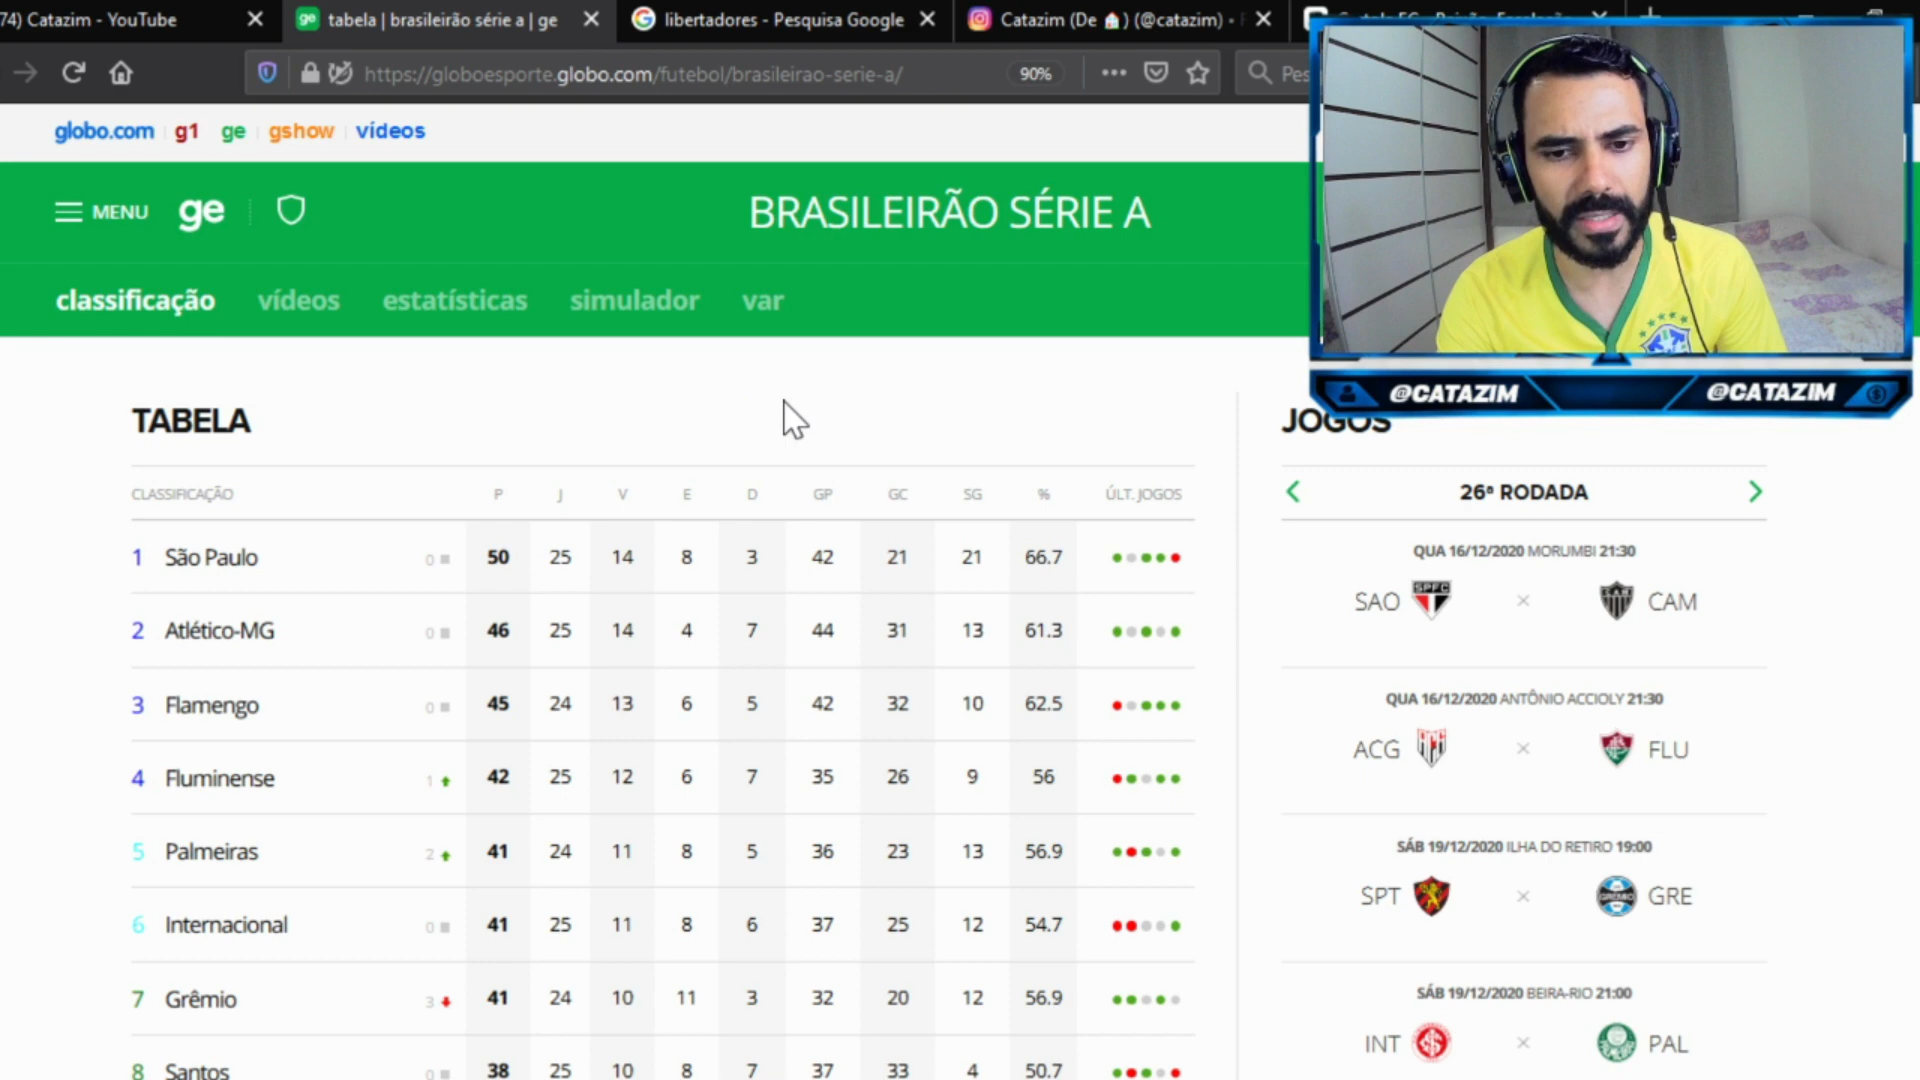 74) Catazim - YouTube
ge tabela | brasileirão série a | ge
G libertadores - Pesquisa Google
Catazim (De ) (@catazim) •
https://globoesporte.globo.com/futebol/brasileirao-serie-a/
90%
Pes
globo.com g1 ge gshow vídeos
MENU ge
BRASILEIRÃO SÉRIE A
classificação vídeos estatísticas simulador var
@CATAZIM @CATAZIM
TABELA
CLASSIFICAÇÃO P J V E D GP GC SG % ÚLT. JOGOS
1 São Paulo 0 50 25 14 8 3 42 21 21 66.7
2 Atlético-MG 0 46 25 14 4 7 44 31 13 61.3
3 Flamengo 0 45 24 13 6 5 42 32 10 62.5
4 Fluminense 1 42 25 12 6 7 35 26 9 56
5 Palmeiras 2 41 24 11 8 5 36 23 13 56.9
6 Internacional 0 41 25 11 8 6 37 25 12 54.7
7 Grêmio 3 41 24 10 11 3 32 20 12 56.9
8 Santos 0 38 25 10 8 7 37 33 4 50.7
JOGOS
26ª RODADA
QUA 16/12/2020 MORUMBI 21:30
SAO SPFC × CAM CAM
QUA 16/12/2020 ANTÔNIO ACCIOLY 21:30
ACG × FLU
SÁB 19/12/2020 ILHA DO RETIRO 19:00
SPT × GRÊMIO GRE
SÁB 19/12/2020 BEIRA-RIO 21:00
INT × PAL